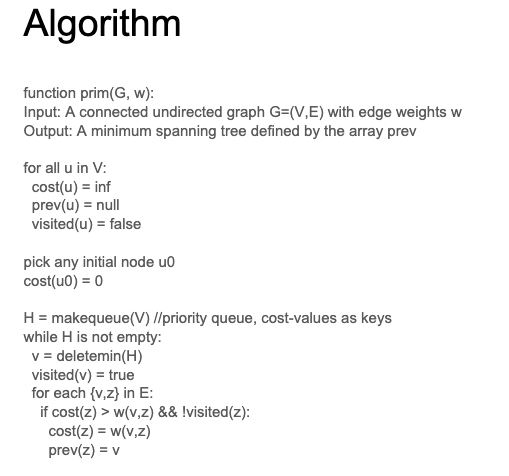 Algorithm
function prim(G, w):
Input: A connected undirected graph G=(V,E) with edge weights w
Output: A minimum spanning tree defined by the array prev
for all u in V:
cost(u) = inf
prev(u) = null
visited(u) = false
pick any initial node u0
cost(u0) = 0
H = makequeue(V) //priority queue, cost-values as keys
while H is not empty:
v = deletemin(H)
visited(v) = true
for each {v,z} in E:
if cost(z) > w(v,z) && !visited(z):
cost(z) = w(v,z)
prev(z) = v